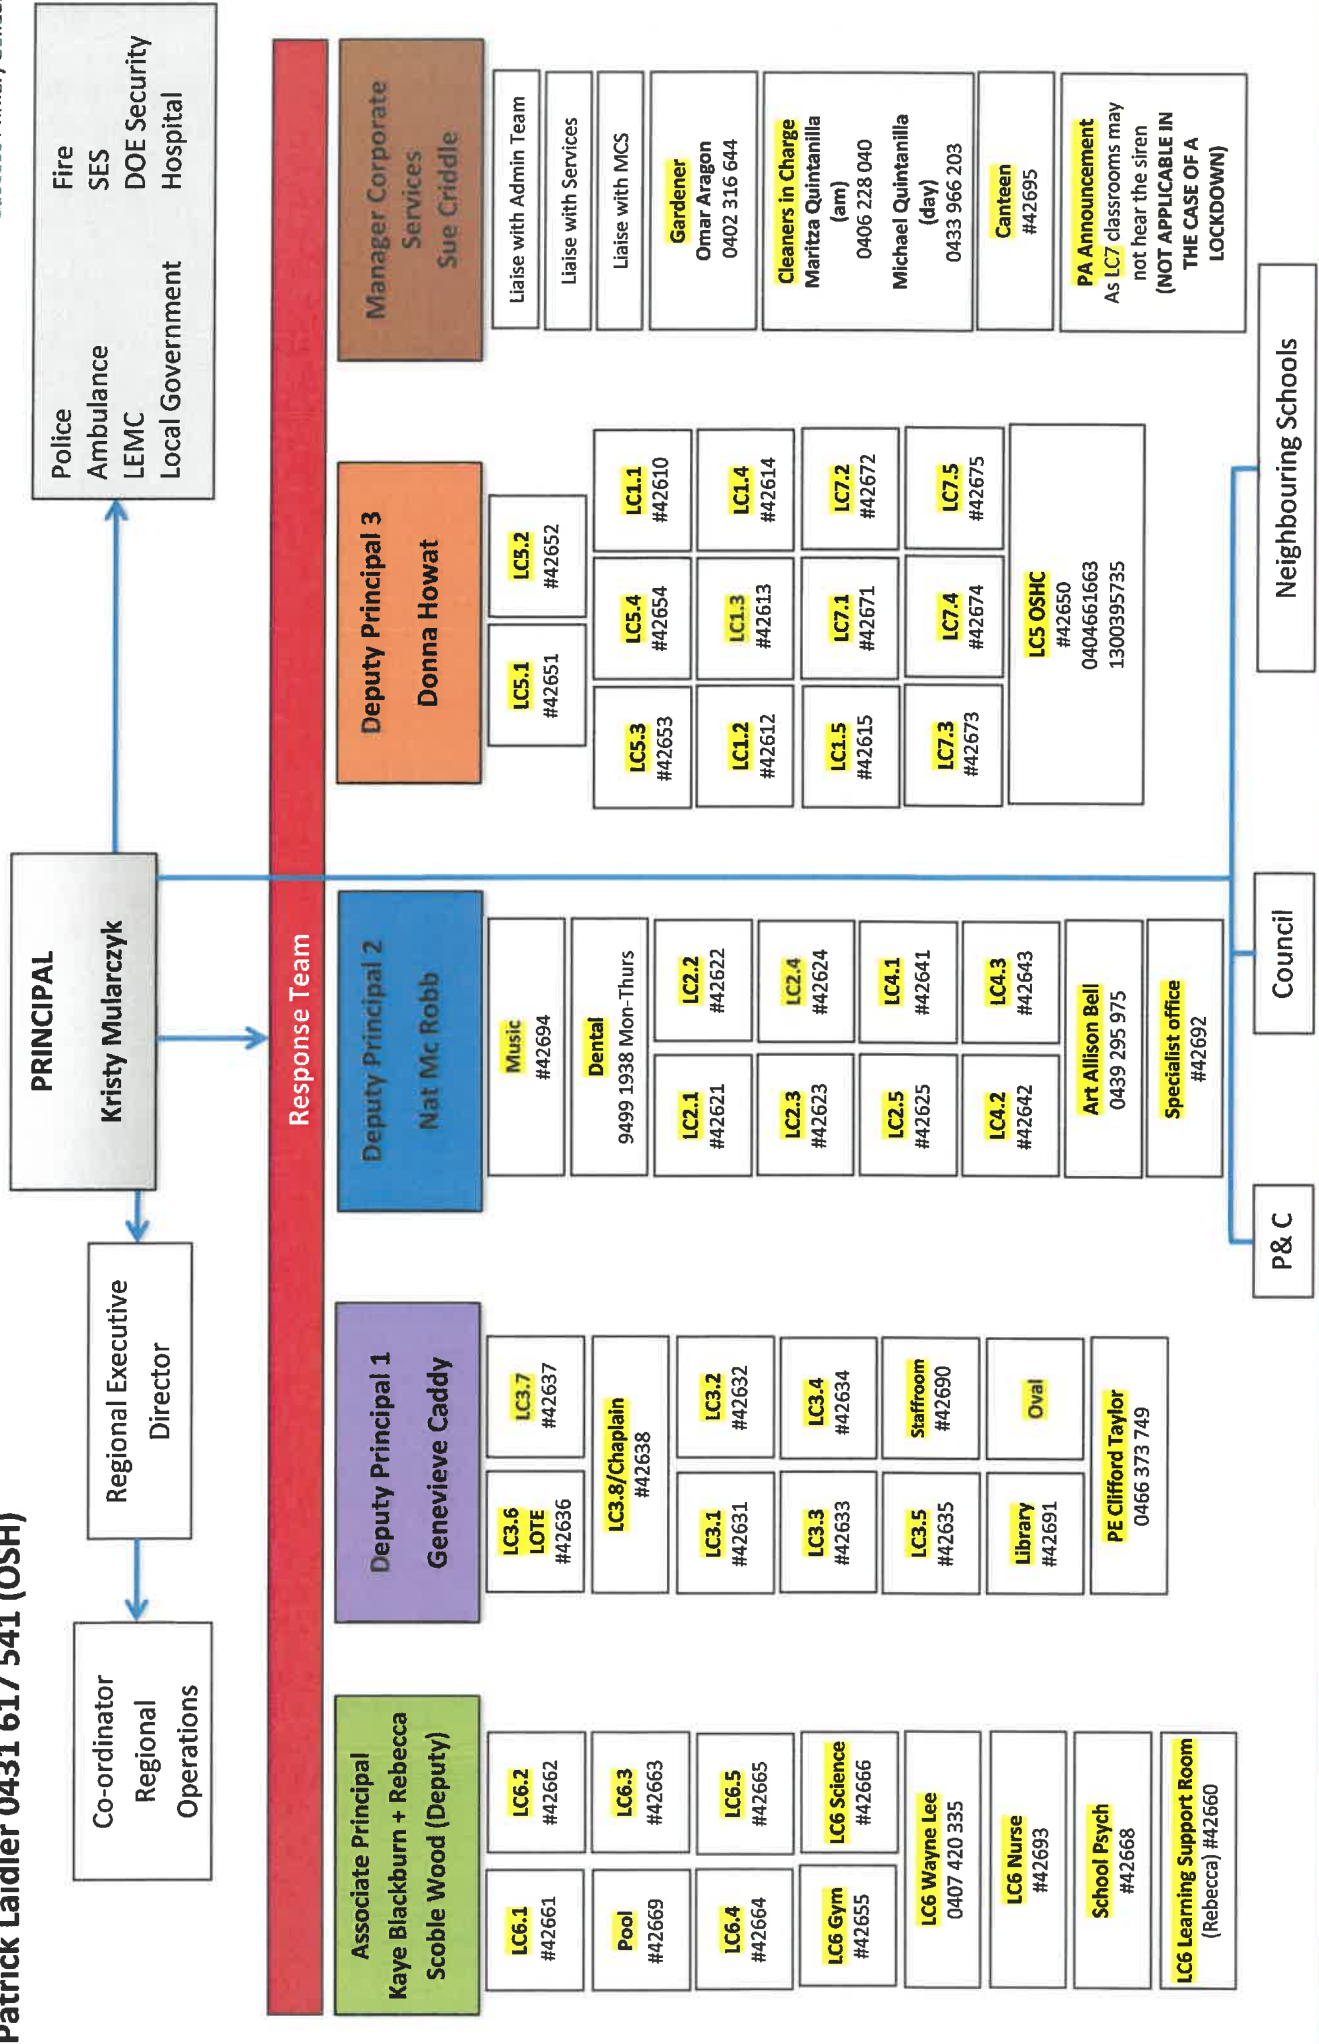 Patrick Laidler 0431 617 541 (OSH)
PRINCIPAL
Kristy Mularczyk
Police
Ambulance
LEMC
Local Government
Fire
SES
DOE Security
Hospital
Regional Executive
Director
Co-ordinator
Regional
Operations
Response Team
Associate Principal
Kaye Blackburn + Rebecca
Scoble Wood (Deputy)
LC6.1
#42661
LC6.2
#42662
Pool
#42669
LC6.3
#42663
LC6.4
#42664
LC6.5
#42665
LC6 Gym
#42655
LC6 Science
#42666
LC6 Wayne Lee
0407 420 335
LC6 Nurse
#42693
School Psych
#42668
LC6 Learning Support Room
(Rebecca) #42660
Deputy Principal 1
Genevieve Caddy
LC3.6
LOTE
#42636
LC3.7
#42637
LC3.8/Chaplain
#42638
LC3.1
#42631
LC3.2
#42632
LC3.3
#42633
LC3.4
#42634
LC3.5
#42635
Staffroom
#42690
Library
#42691
Oval
PE Clifford Taylor
0466 373 749
Deputy Principal 2
Nat Mc Robb
Music
#42694
Dental
9499 1938 Mon-Thurs
LC2.1
#42621
LC2.2
#42622
LC2.3
#42623
LC2.4
#42624
LC2.5
#42625
LC4.1
#42641
LC4.2
#42642
LC4.3
#42643
Art Allison Bell
0439 295 975
Specialist office
#42692
Deputy Principal 3
Donna Howat
LC5.1
#42651
LC5.2
#42652
LC5.3
#42653
LC5.4
#42654
LC1.1
#42610
LC1.2
#42612
LC1.3
#42613
LC1.4
#42614
LC1.5
#42615
LC7.1
#42671
LC7.2
#42672
LC7.3
#42673
LC7.4
#42674
LC7.5
#42675
LC5 OSHC
#42650
0404661663
1300395735
Manager Corporate
Services
Sue Criddle
Liaise with Admin Team
Liaise with Services
Liaise with MCS
Gardener
Omar Aragon
0402 316 644
Cleaners in Charge
Maritza Quintanilla
(am)
0406 228 040
Michael Quintanilla
(day)
0433 966 203
Canteen
#42695
PA Announcement
As LC7 classrooms may
not hear the siren
(NOT APPLICABLE IN
THE CASE OF A
LOCKDOWN)
P& C
Council
Neighbouring Schools